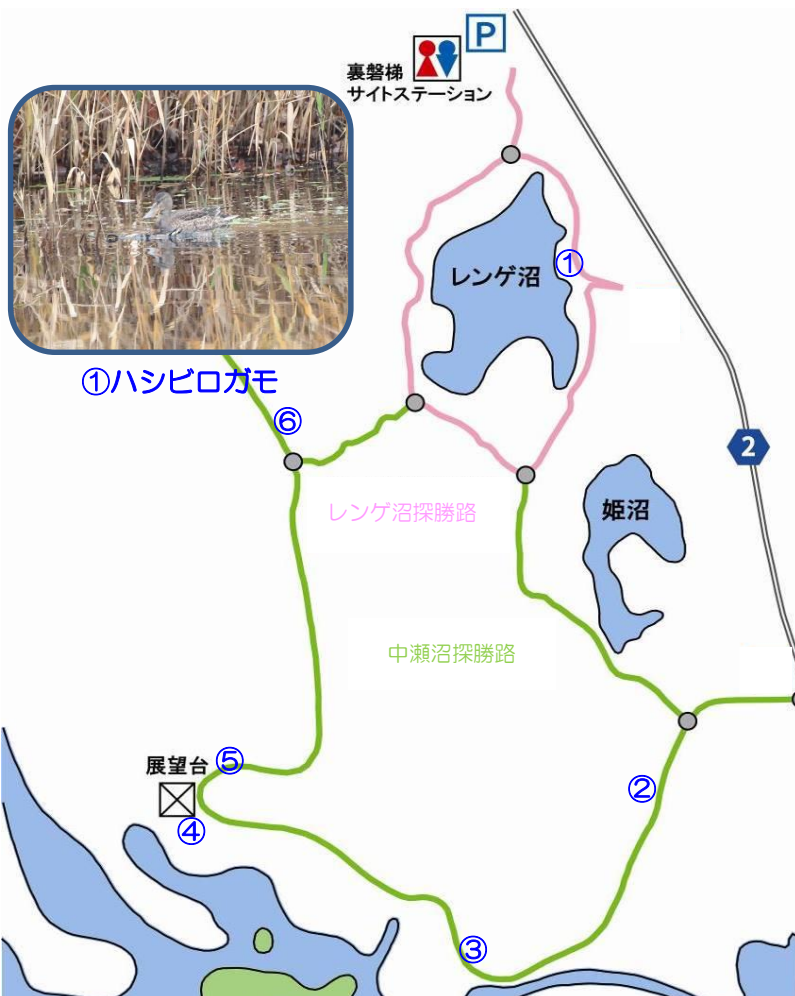 P
裏磐梯
サイトステーション
レンゲ沼
①
①ハシビロガモ
⑥
2
姫沼
レンゲ沼探勝路
中瀬沼探勝路
⑤
展望台
②
④
③